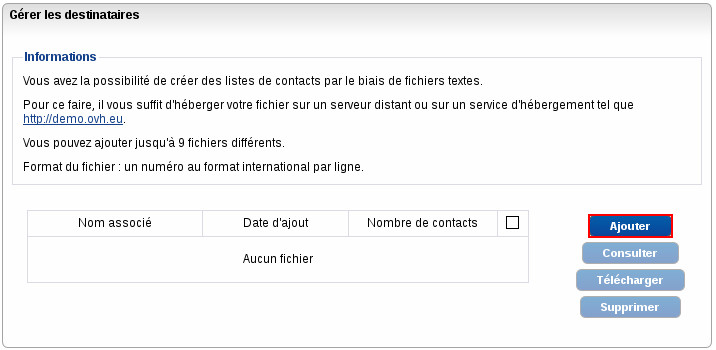 Gérer les destinataires
Informations
Vous avez la possibilité de créer des listes de contacts par le biais de fichiers textes.
Pour ce faire, il vous suffit d'héberger votre fichier sur un serveur distant ou sur un service d'hébergement tel que
http://demo.ovh.eu.
Vous pouvez ajouter jusqu'à 9 fichiers différents.
Format du fichier : un numéro au format international par ligne.
Nom associé Date d'ajout Nombre de contacts
Aucun fichier
Ajouter
Consulter
Télécharger
Supprimer